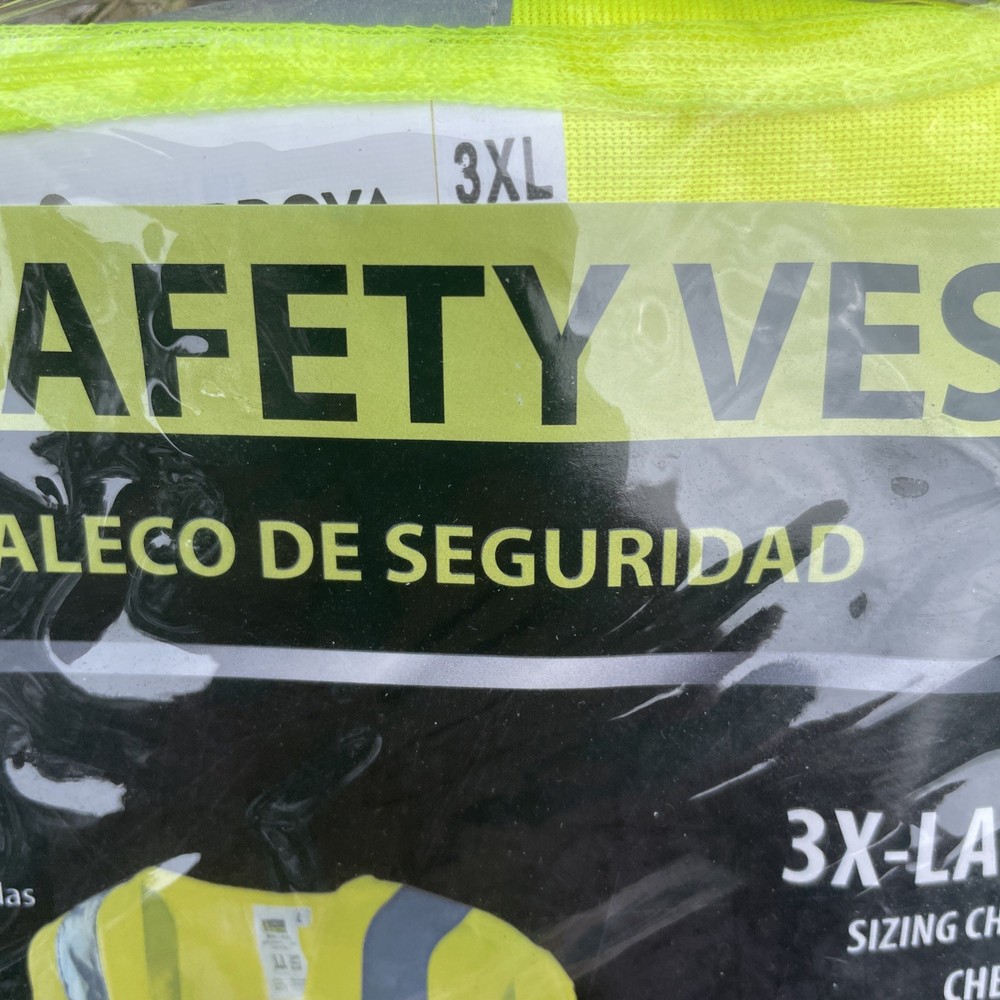 3XL
AFETY VES
ALECO DE SEGURIDAD
3X-LA
SIZING CH
CHE
las